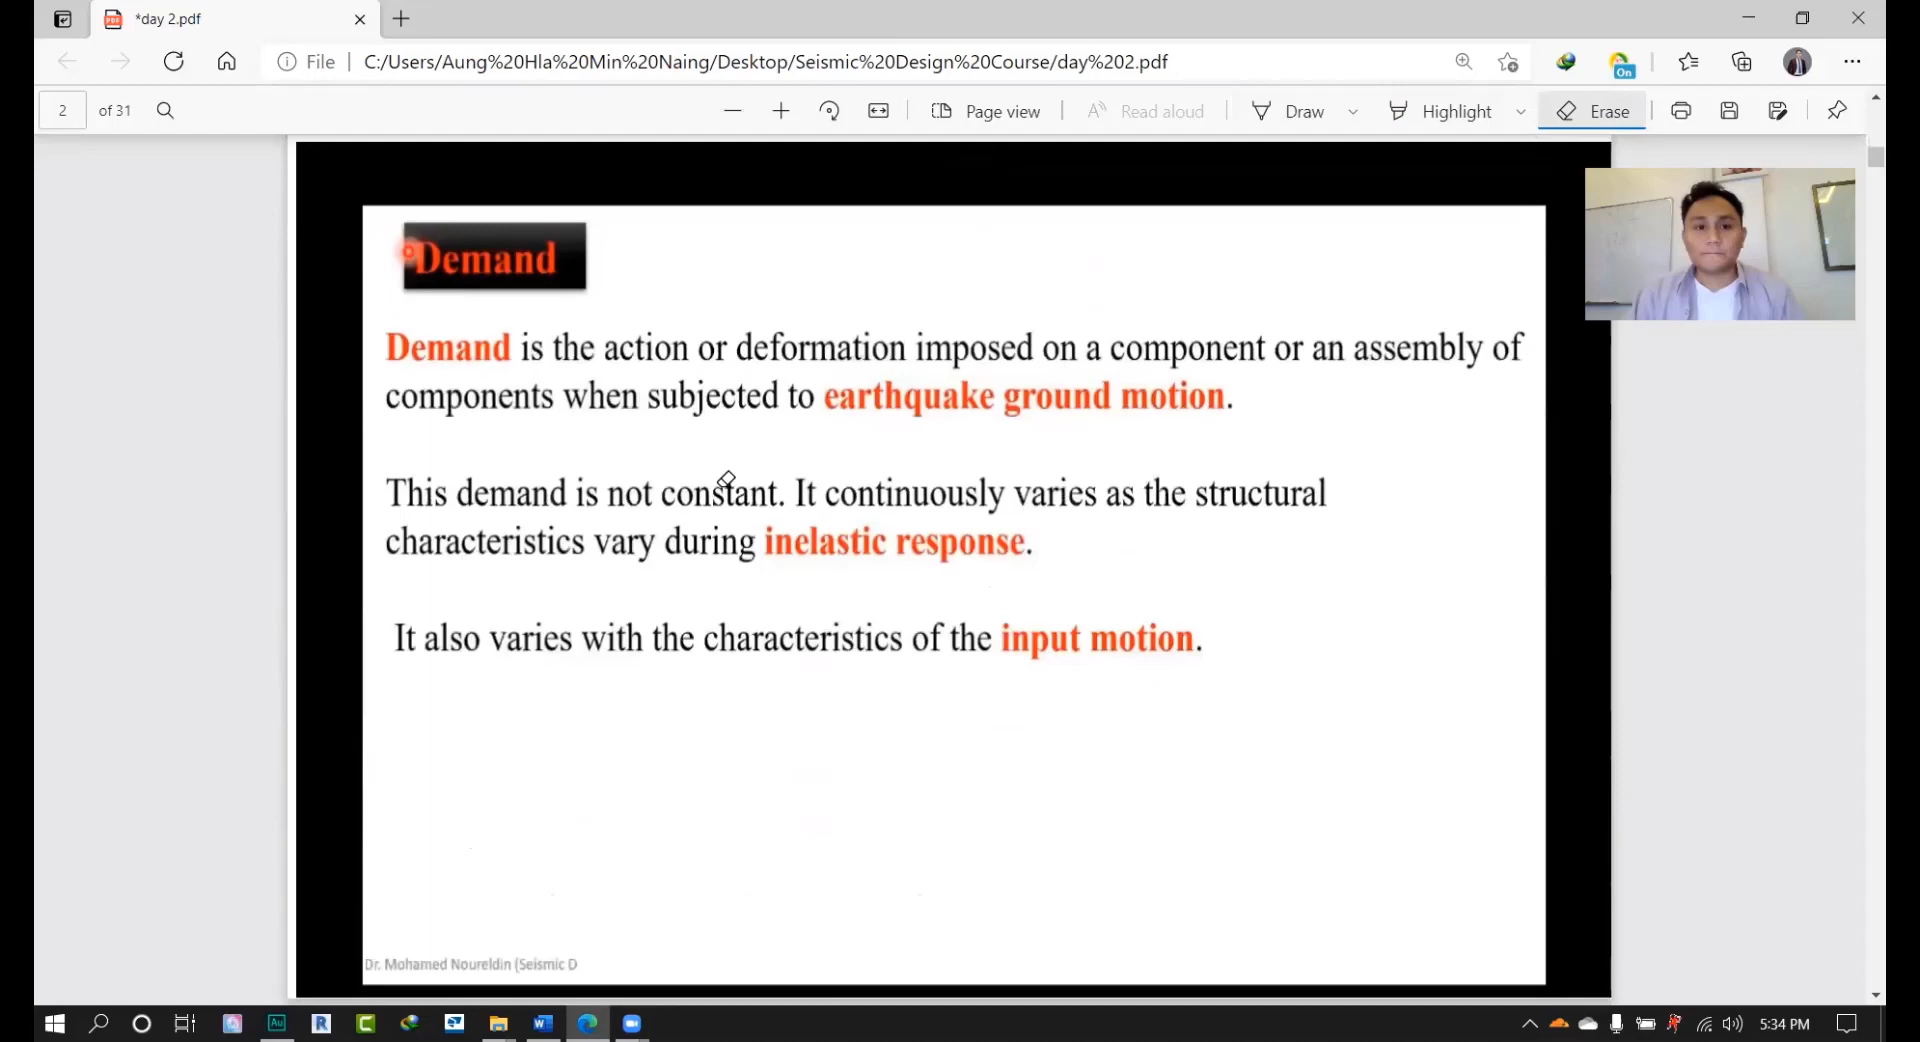 *day 2.pdf
File C:/Users/Aung%20Hla%20Min%20Naing/Desktop/Seismic%20Design%20Course/day%202.pdf
On
2 of 31 Page view Read aloud Draw Highlight Erase
Demand
Demand is the action or deformation imposed on a component or an assembly of
components when subjected to earthquake ground motion.
This demand is not constant. It continuously varies as the structural
characteristics vary during inelastic response.
It also varies with the characteristics of the input motion.
Dr. Mohamed Noureldin (Seismic D
5:34 PM